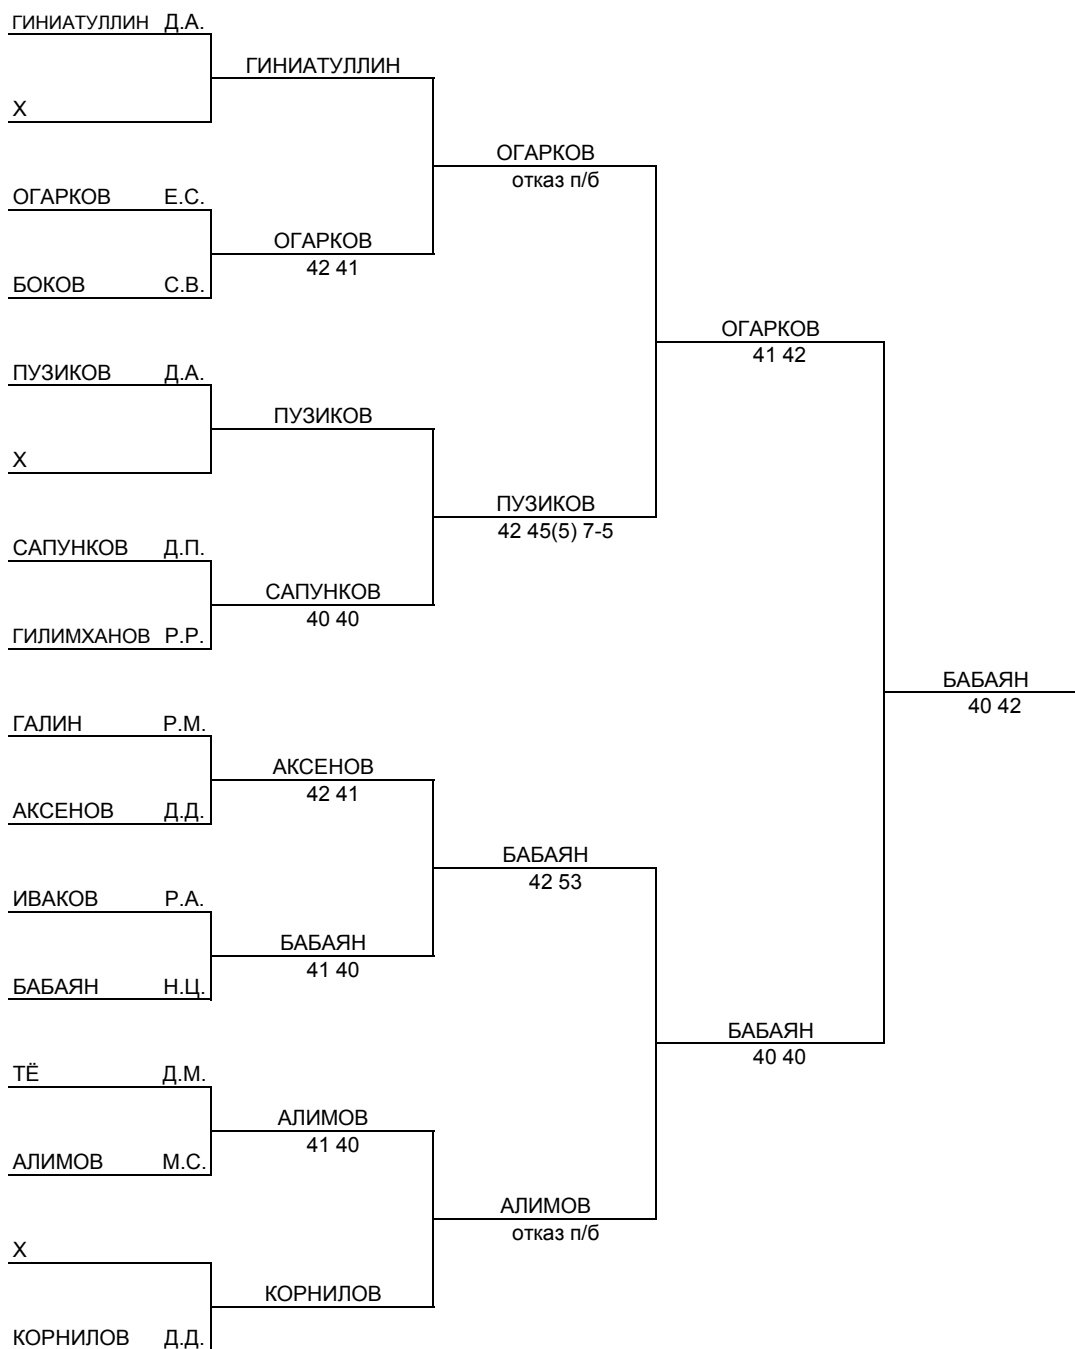 ГИНИАТУЛЛИН Д.А.
ГИНИАТУЛЛИН
Х
ОГАРКОВ
отказ п/б
ОГАРКОВ Е.С.
ОГАРКОВ
42 41
БОКОВ С.В.
ОГАРКОВ
41 42
ПУЗИКОВ Д.А.
ПУЗИКОВ
Х
ПУЗИКОВ
42 45(5) 7-5
САПУНКОВ Д.П.
САПУНКОВ
40 40
ГИЛИМХАНОВ Р.Р.
БАБАЯН
40 42
ГАЛИН Р.М.
АКСЕНОВ
42 41
АКСЕНОВ Д.Д.
БАБАЯН
42 53
ИВАКОВ Р.А.
БАБАЯН
41 40
БАБАЯН Н.Ц.
БАБАЯН
40 40
ТЁ Д.М.
АЛИМОВ
41 40
АЛИМОВ М.С.
АЛИМОВ
отказ п/б
Х
КОРНИЛОВ
КОРНИЛОВ Д.Д.